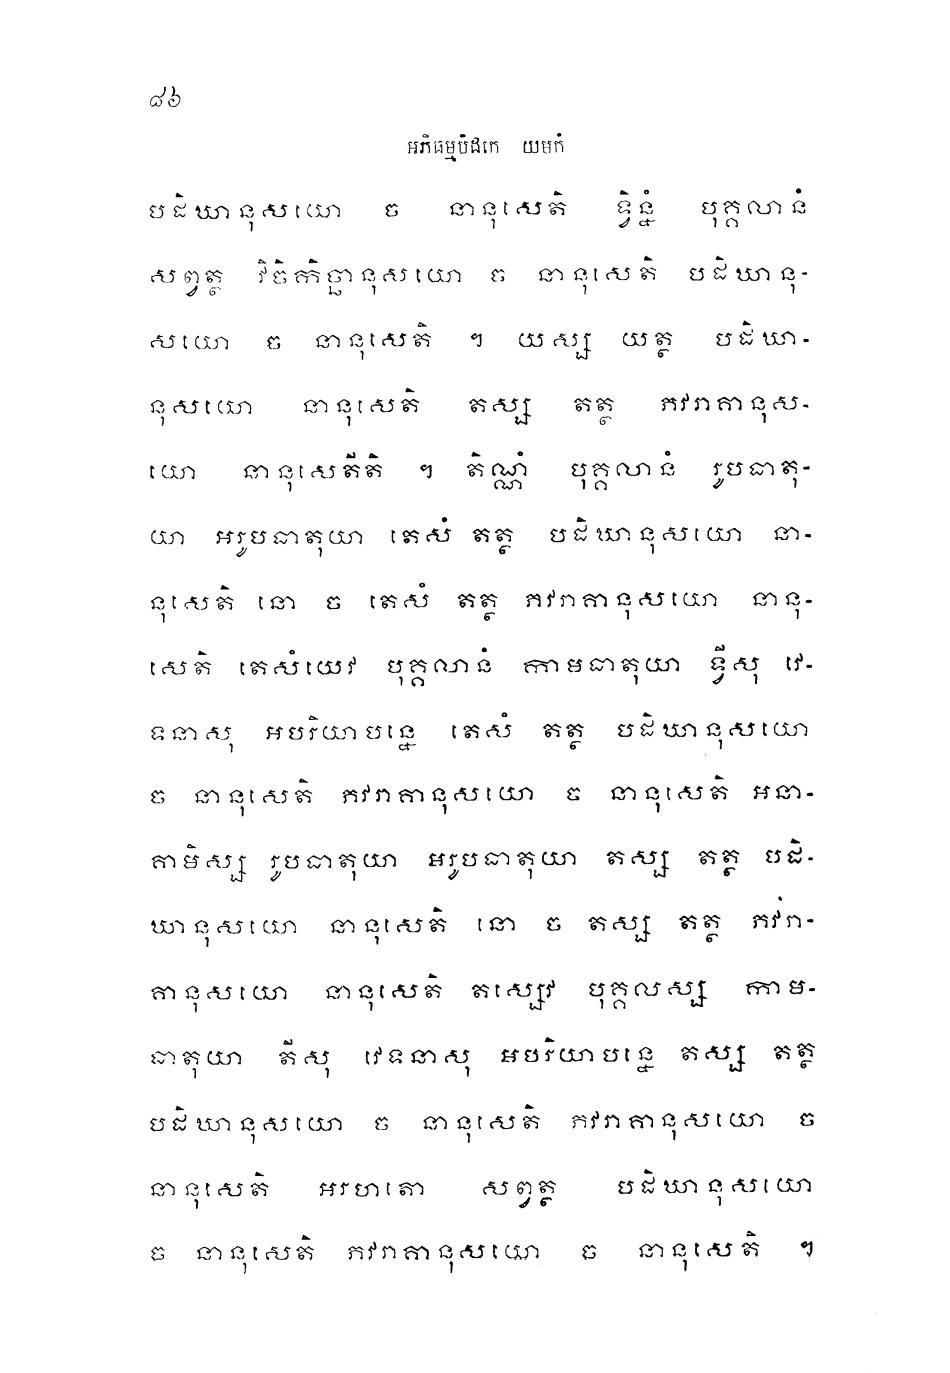 ៨៦
អភិធម្មបិដកេ យមកំ
បដិឃានុសយោ ច នានុសេតិ ទ្វិន្នំ បុគ្គលានំ
សព្វត្ថ វិចិកិច្ឆានុសយោ ច នានុសេតិ បដិឃានុ-
សយោ ច នានុសេតិ ។ យស្ស យត្ថ បដិឃា-
នុសយោ នានុសេតិ តស្ស តត្ថ ភវរាគានុស-
យោ នានុសេតីតិ ។ តិណ្ណំ បុគ្គលានំ រូបធាតុ-
យា អរូបធាតុយា តេសំ តត្ថ បដិឃានុសយោ នា-
នុសេតិ នោ ច តេសំ តត្ថ ភវរាគានុសយោ នានុ-
សេតិ តេសំយេវ បុគ្គលានំ កាមធាតុយា ទ្វីសុ វេ-
ទនាសុ អបរិយាបន្នេ តេសំ តត្ថ បដិឃានុសយោ
ច នានុសេតិ ភវរាគានុសយោ ច នានុសេតិ អនា-
គាមិស្ស រូបធាតុយា អរូបធាតុយា តស្ស តត្ថ បដិ-
ឃានុសយោ នានុសេតិ នោ ច តស្ស តត្ថ ភវរា-
គានុសយោ នានុសេតិ តស្សេវ បុគ្គលស្ស កាម-
ធាតុយា តីសុ វេទនាសុ អបរិយាបន្នេ តស្ស តត្ថ
បដិឃានុសយោ ច នានុសេតិ ភវរាគានុសយោ ច
នានុសេតិ អរហតោ សព្វត្ថ បដិឃានុសយោ
ច នានុសេតិ ភវរាគានុសយោ ច នានុសេតិ ។